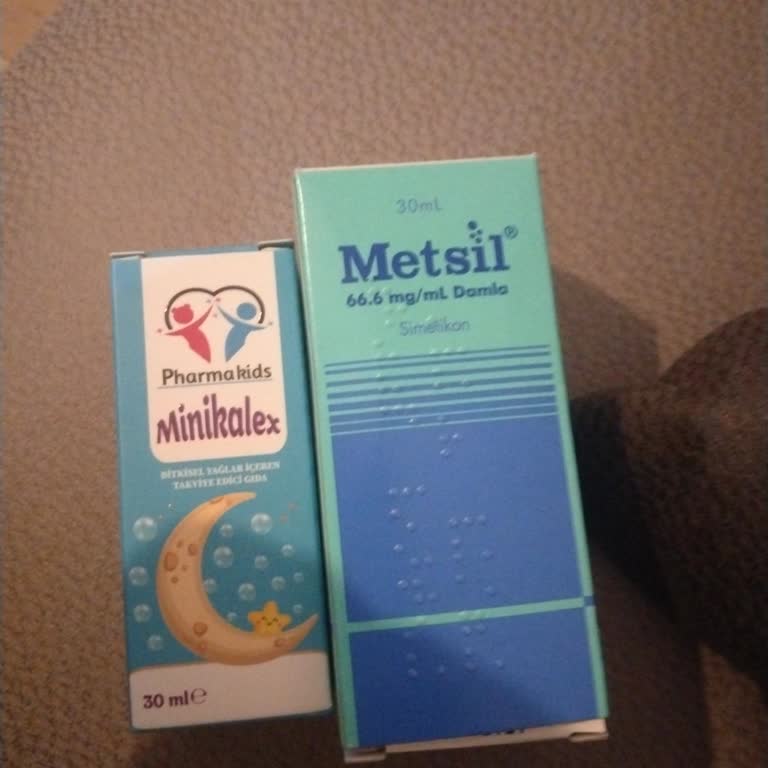 Pharmakids
Minikalex
BİTKİSEL YAĞLAR İÇEREN
TAKVİYE EDİCİ GIDA
30 ml℮
30mL
Metsil®
66.6 mg/mL Damla
Simetikon